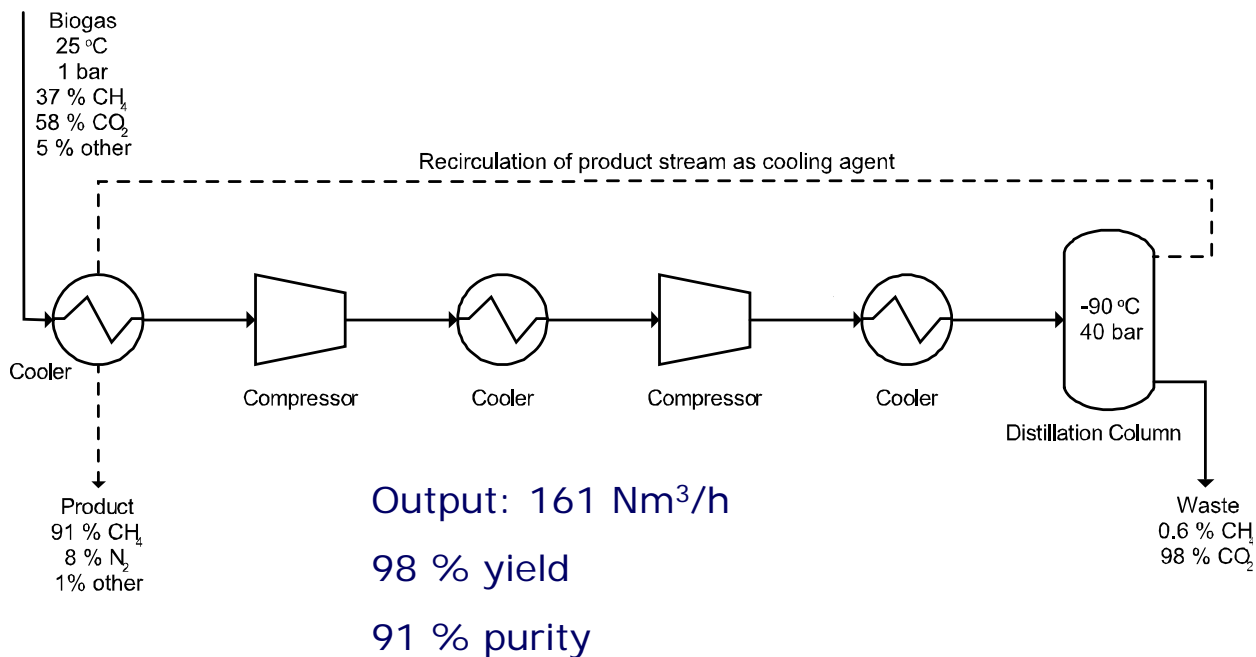 Biogas
25 °C
1 bar
37 % CH₄
58 % CO₂
5 % other
Recirculation of product stream as cooling agent
Cooler
Compressor
Cooler
Compressor
Cooler
-90 °C
40 bar
Distillation Column
Product
91 % CH₄
8 % N₂
1% other
Output: 161 Nm³/h
98 % yield
91 % purity
Waste
0.6 % CH₄
98 % CO₂